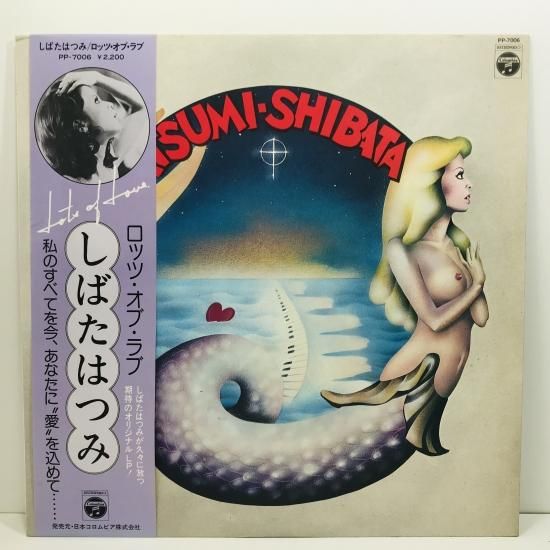 しばたはつみ/ロッツ・オブ・ラブ
PP-7006 ¥2,200
Lots of Love
ロッツ・オブ・ラブ
しばたはつみ
私のすべてを今、あなたに“愛”を込めて……
しばたはつみが久々に放つ
期待のオリジナルLP!
発売元・日本コロムビア株式会社
TSUMI・SHIBATA
PP-7006
Columbia